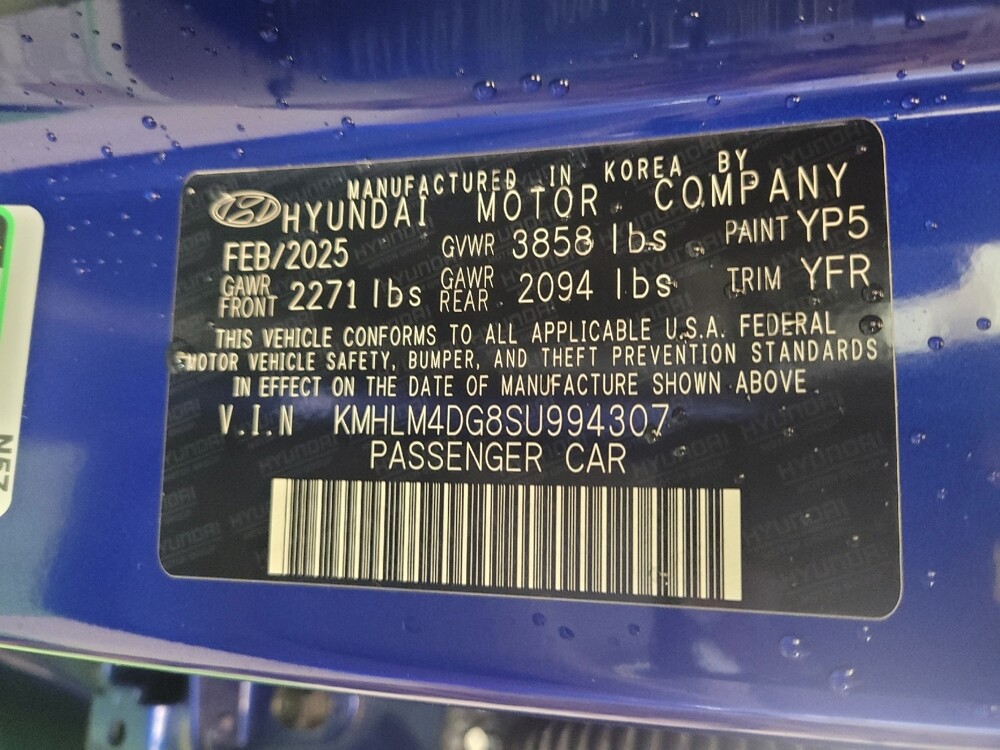 MANUFACTURED IN KOREA BY
HYUNDAI MOTOR COMPANY
FEB/2025 GVWR 3858 lbs PAINT YP5
GAWR FRONT 2271 lbs GAWR REAR 2094 lbs TRIM YFR
THIS VEHICLE CONFORMS TO ALL APPLICABLE U.S.A. FEDERAL
MOTOR VEHICLE SAFETY, BUMPER, AND THEFT PREVENTION STANDARDS
IN EFFECT ON THE DATE OF MANUFACTURE SHOWN ABOVE
V.I.N KMHLM4DG8SU994307
PASSENGER CAR